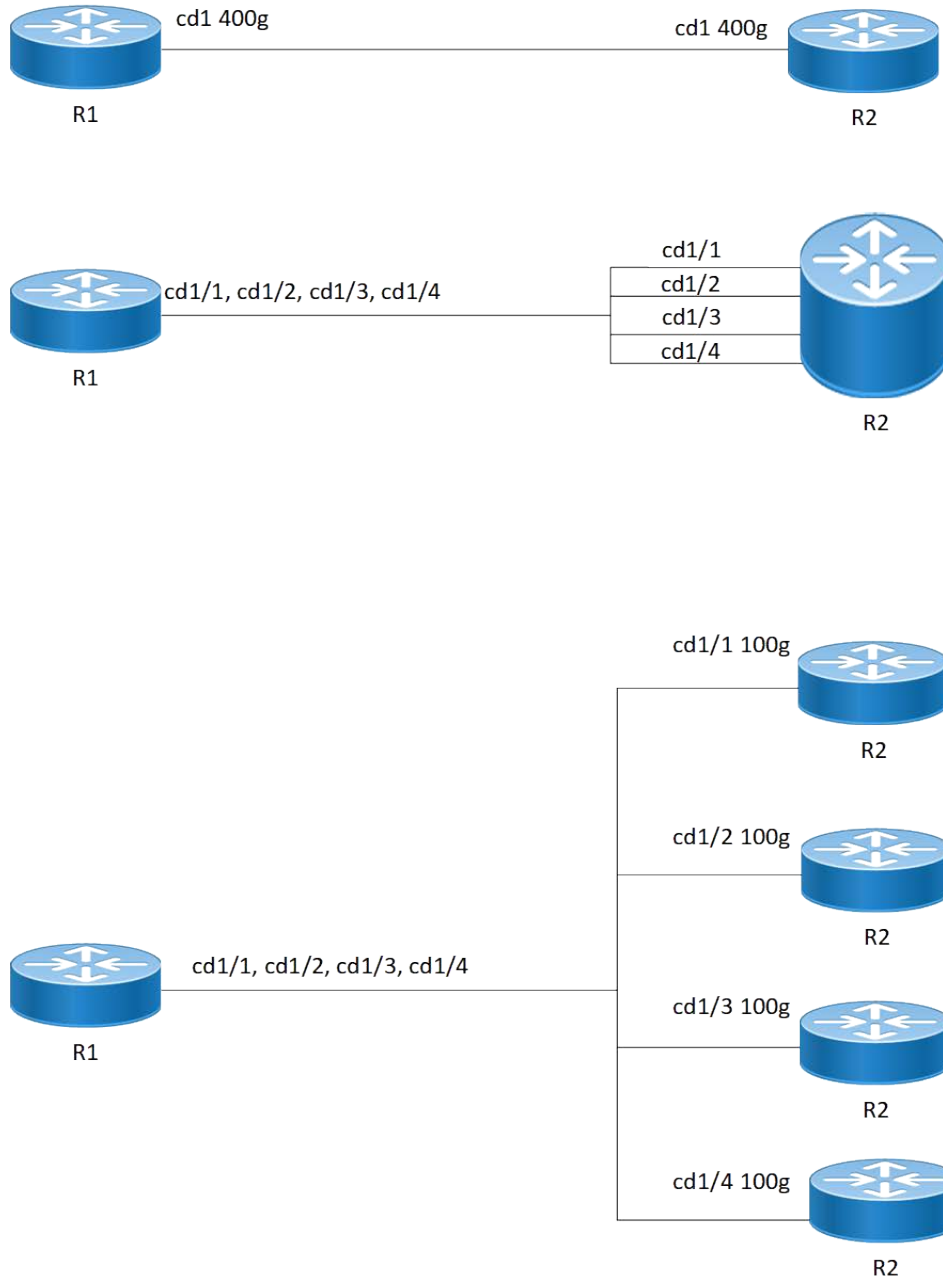 cd1 400g
cd1 400g
R1
R2
cd1/1
cd1/2
cd1/1, cd1/2, cd1/3, cd1/4
cd1/3
cd1/4
R1
R2
cd1/1 100g
R2
cd1/2 100g
R2
cd1/1, cd1/2, cd1/3, cd1/4
cd1/3 100g
R1
R2
cd1/4 100g
R2